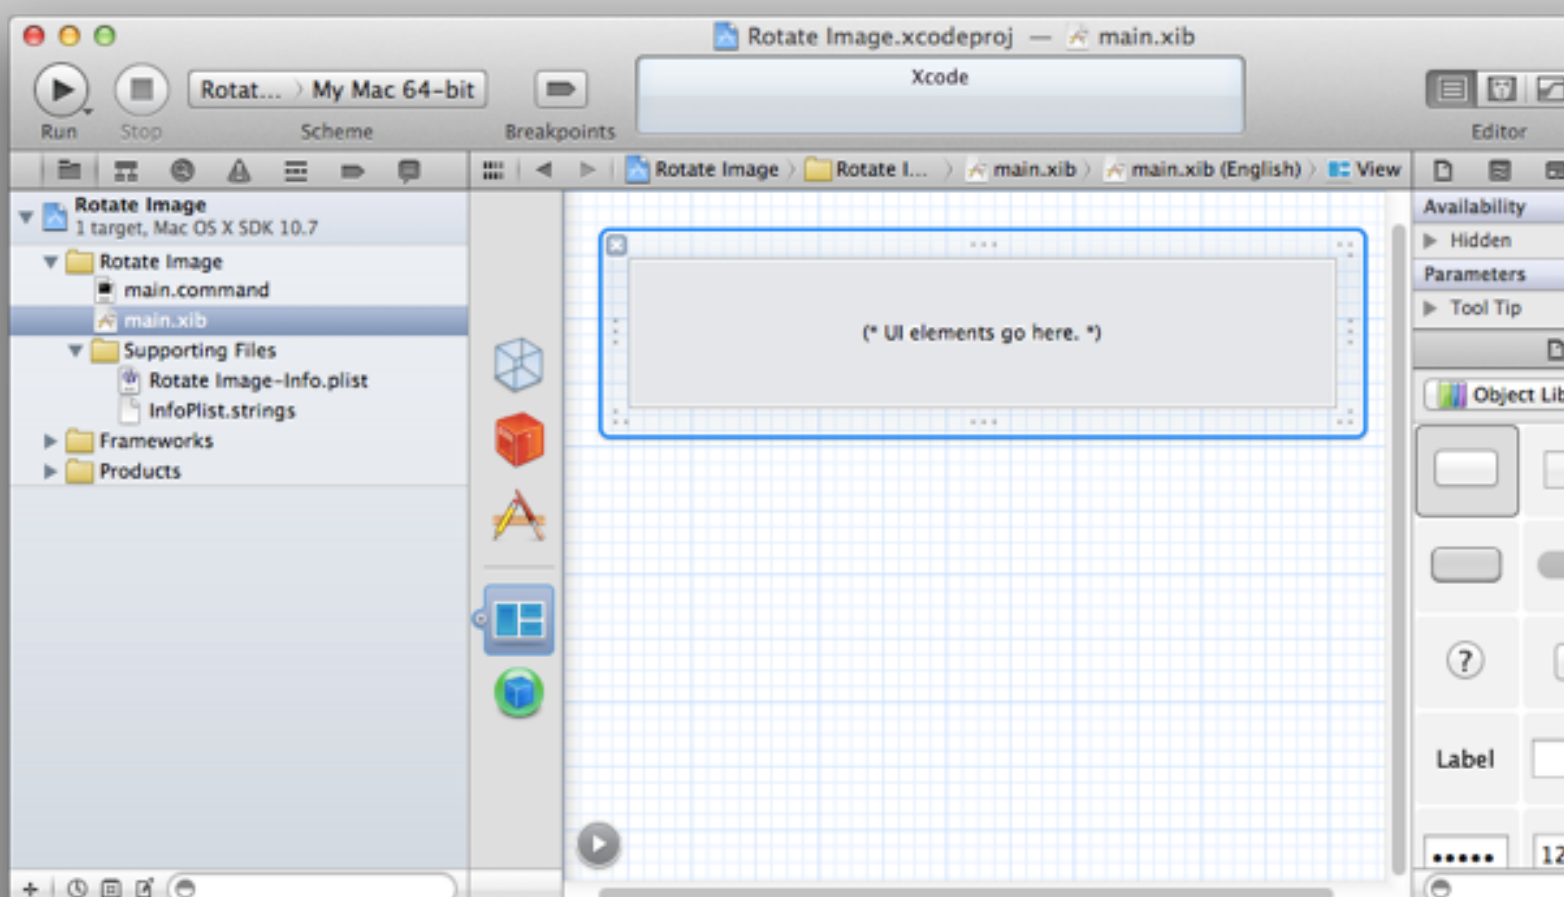 Rotate Image.xcodeproj — main.xib
Rotat... My Mac 64-bit
Xcode
Run Stop Scheme Breakpoints Editor
Rotate Image Rotate I... main.xib main.xib (English) View
Rotate Image
1 target, Mac OS X SDK 10.7
Rotate Image
main.command
main.xib
Supporting Files
Rotate Image-Info.plist
InfoPlist.strings
Frameworks
Products
(* UI elements go here. *)
Availability
Hidden
Parameters
Tool Tip
Object Lib
?
Label
12